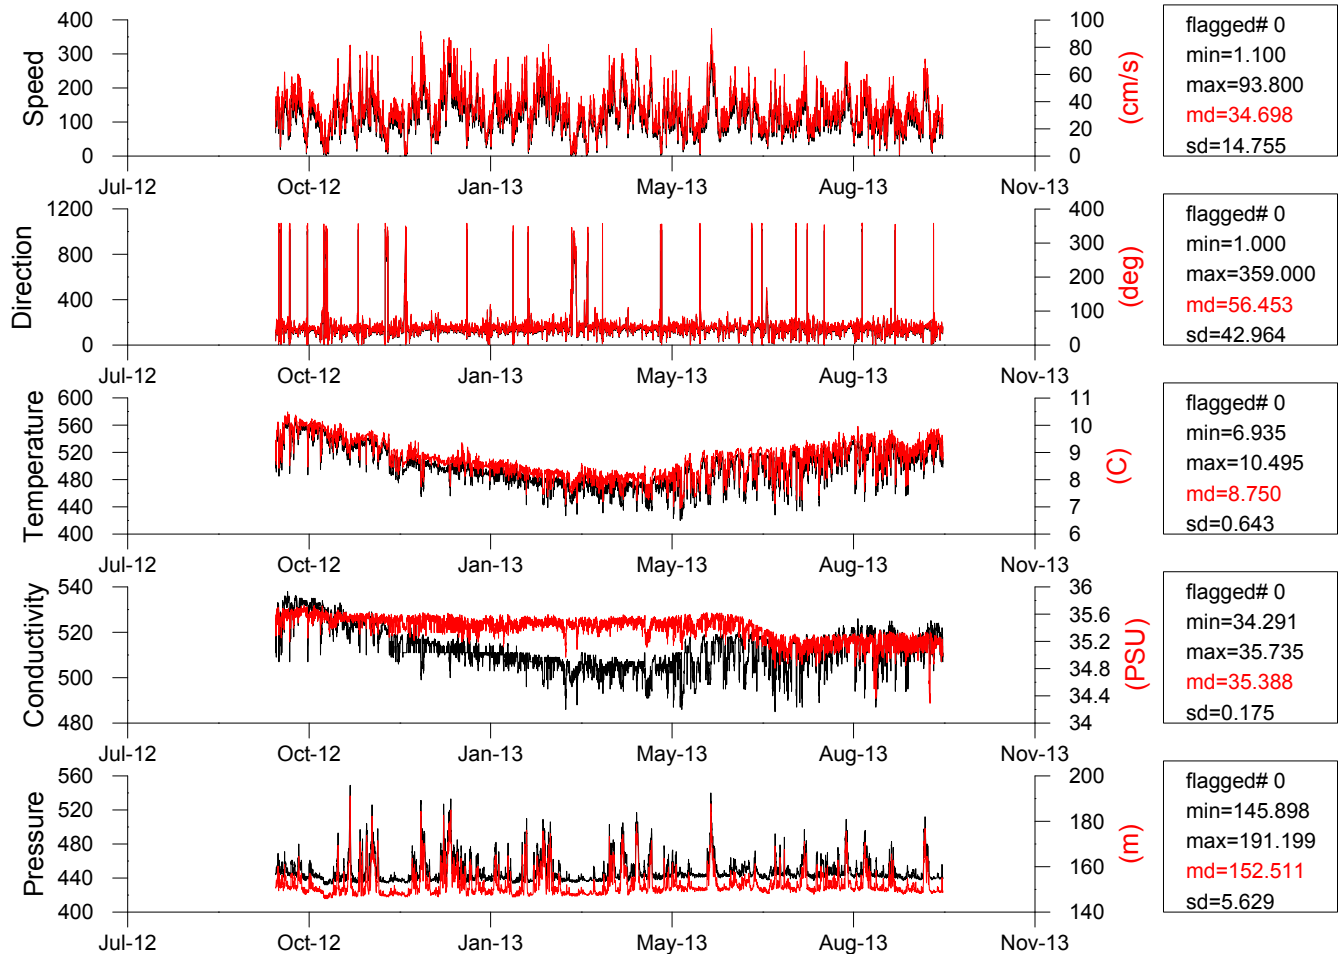 400
300
200
100
0
Speed
100
80
60
40
20
0
(cm/s)
Jul-12 Oct-12 Jan-13 May-13 Aug-13 Nov-13
flagged# 0
min=1.100
max=93.800
md=34.698
sd=14.755
1200
800
400
0
Direction
400
300
200
100
0
(deg)
Jul-12 Oct-12 Jan-13 May-13 Aug-13 Nov-13
flagged# 0
min=1.000
max=359.000
md=56.453
sd=42.964
600
560
520
480
440
400
Temperature
11
10
9
8
7
6
(C)
Jul-12 Oct-12 Jan-13 May-13 Aug-13 Nov-13
flagged# 0
min=6.935
max=10.495
md=8.750
sd=0.643
540
520
500
480
Conductivity
36
35.6
35.2
34.8
34.4
34
(PSU)
Jul-12 Oct-12 Jan-13 May-13 Aug-13 Nov-13
flagged# 0
min=34.291
max=35.735
md=35.388
sd=0.175
560
520
480
440
400
Pressure
200
180
160
140
(m)
Jul-12 Oct-12 Jan-13 May-13 Aug-13 Nov-13
flagged# 0
min=145.898
max=191.199
md=152.511
sd=5.629